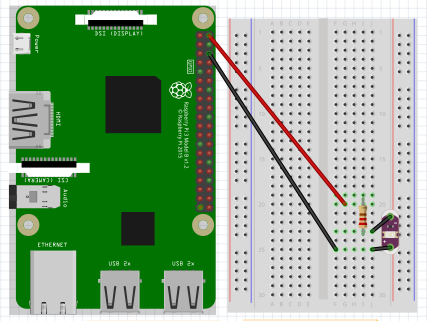 DSI (DISPLAY)
Power
GPIO
HDMI
Raspberry Pi 3 Model B v1.2
© Raspberry Pi 2015
CSI (CAMERA)
Audio
ETHERNET
USB 2x
USB 2x